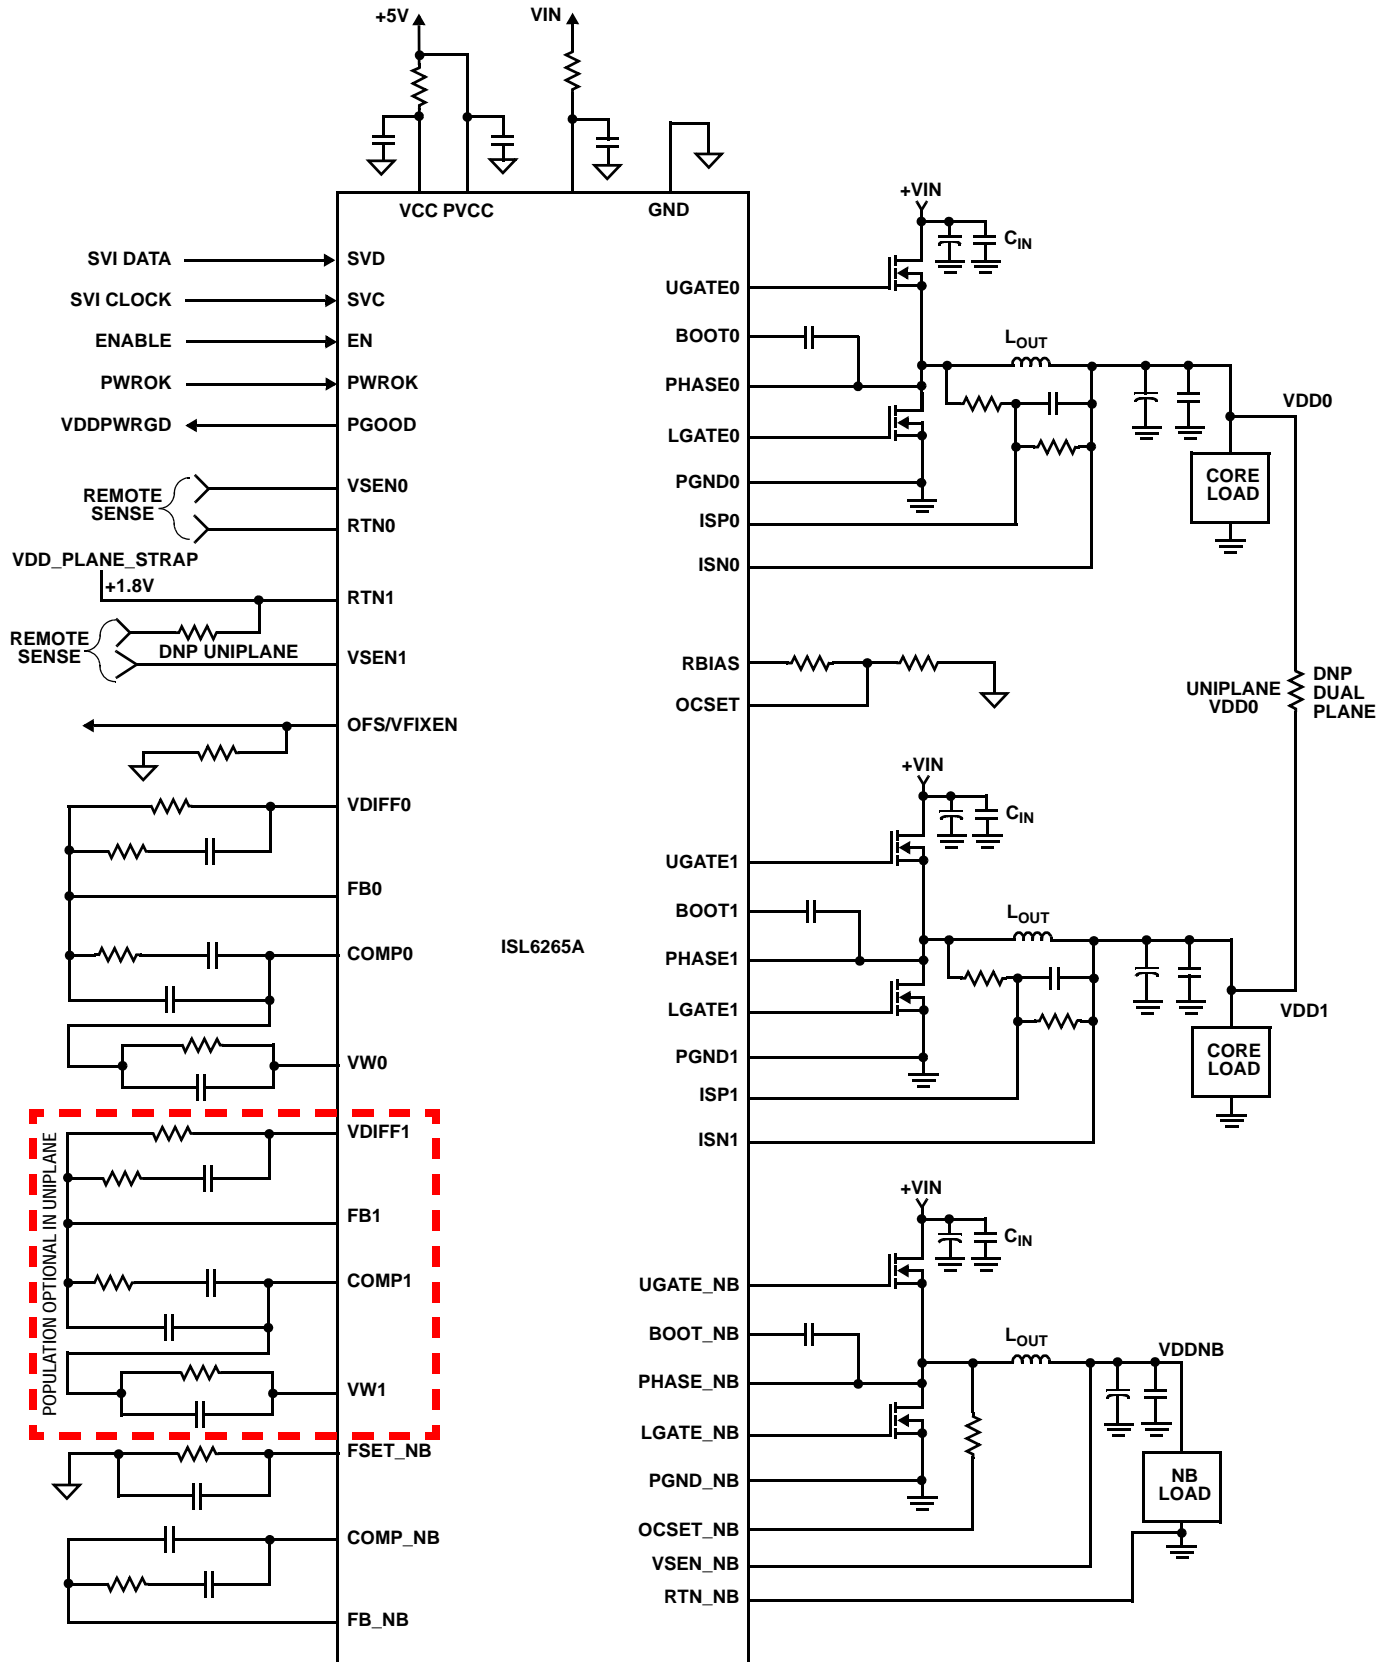 +5V
VIN
VCC PVCC
GND
SVI DATA
SVD
SVI CLOCK
SVC
ENABLE
EN
PWROK
PWROK
VDDPWRGD
PGOOD
REMOTE
SENSE
VSEN0
RTN0
VDD_PLANE_STRAP
+1.8V
RTN1
REMOTE
SENSE
DNP UNIPLANE
VSEN1
OFS/VFIXEN
VDIFF0
FB0
COMP0
VW0
POPULATION OPTIONAL IN UNIPLANE
VDIFF1
FB1
COMP1
VW1
FSET_NB
COMP_NB
FB_NB
ISL6265A
+VIN
CIN
UGATE0
BOOT0
LOUT
PHASE0
LGATE0
PGND0
ISP0
ISN0
VDD0
CORE
LOAD
RBIAS
OCSET
UNIPLANE
VDD0
DNP
DUAL
PLANE
+VIN
CIN
UGATE1
BOOT1
LOUT
PHASE1
LGATE1
PGND1
ISP1
ISN1
VDD1
CORE
LOAD
+VIN
CIN
UGATE_NB
BOOT_NB
LOUT
VDDNB
PHASE_NB
LGATE_NB
PGND_NB
OCSET_NB
VSEN_NB
RTN_NB
NB
LOAD